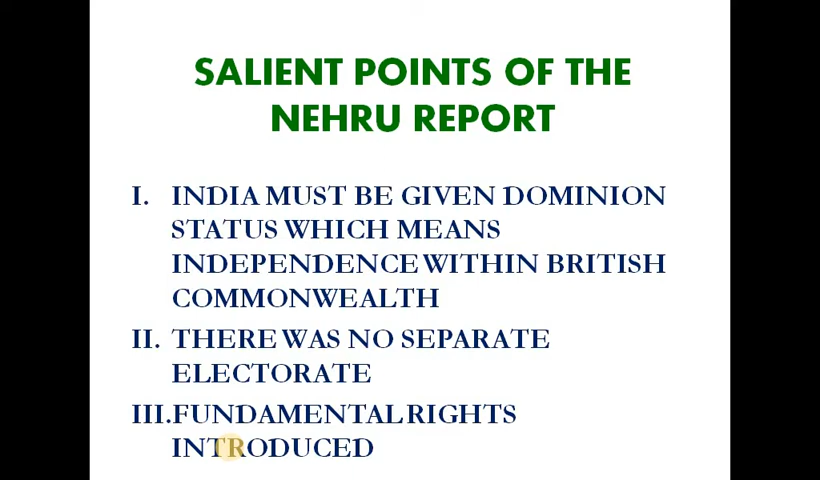 SALIENT POINTS OF THE
NEHRU REPORT
I. INDIA MUST BE GIVEN DOMINION
STATUS WHICH MEANS
INDEPENDENCE WITHIN BRITISH
COMMONWEALTH
II. THERE WAS NO SEPARATE
ELECTORATE
III.FUNDAMENTAL RIGHTS
INTRODUCED